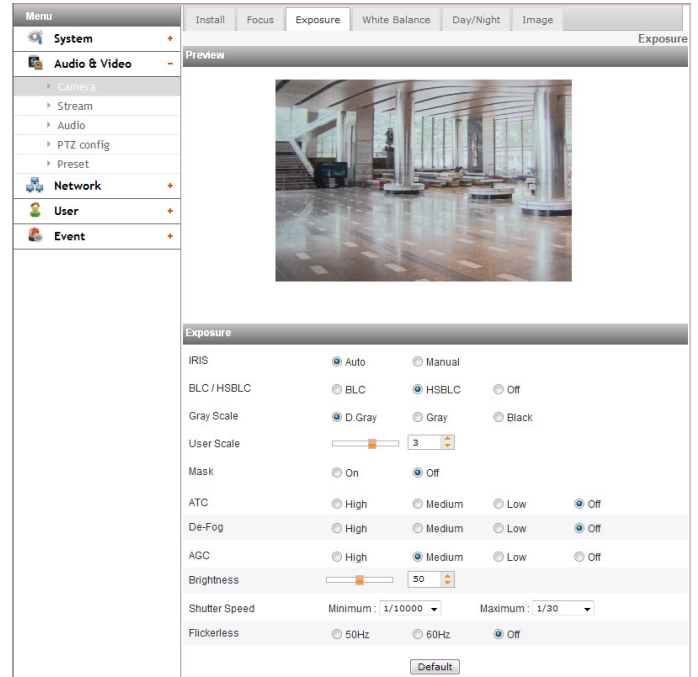 Menu
System +
Audio & Video -
Camera
Stream
Audio
PTZ config
Preset
Network +
User +
Event +
Install Focus Exposure White Balance Day/Night Image
Exposure
Preview
Exposure
IRIS Auto Manual
BLC / HSBLC BLC HSBLC Off
Gray Scale D.Gray Gray Black
User Scale 3
Mask On Off
ATC High Medium Low Off
De-Fog High Medium Low Off
AGC High Medium Low Off
Brightness 50
Shutter Speed Minimum : 1/10000 Maximum : 1/30
Flickerless 50Hz 60Hz Off
Default